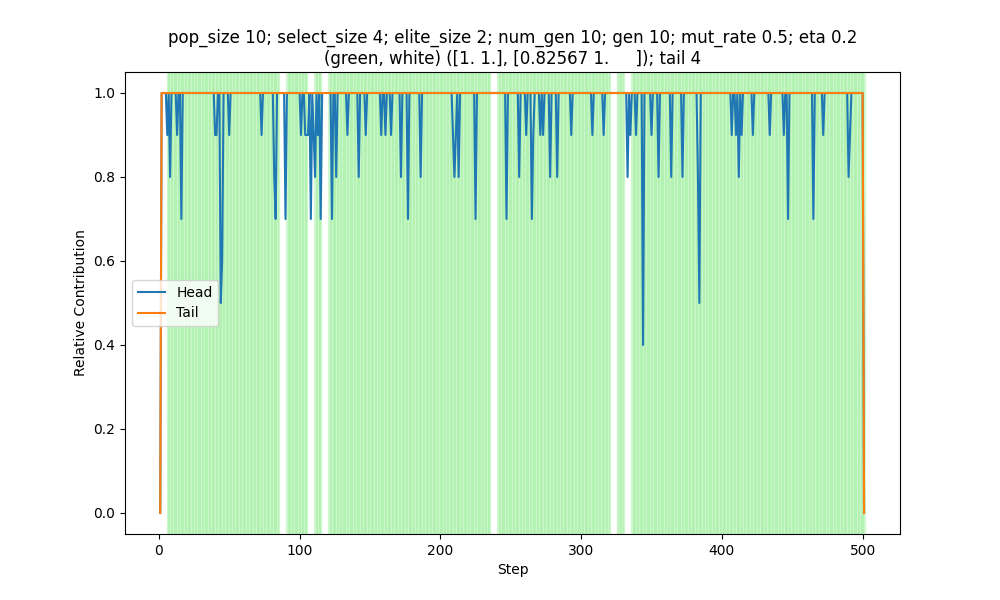 pop_size 10; select_size 4; elite_size 2; num_gen 10; gen 10; mut_rate 0.5; eta 0.2
(green, white) ([1. 1.], [0.82567 1.     ]); tail 4
1.0
0.8
0.6
0.4
0.2
0.0
Relative Contribution
Head
Tail
0
100
200
300
400
500
Step